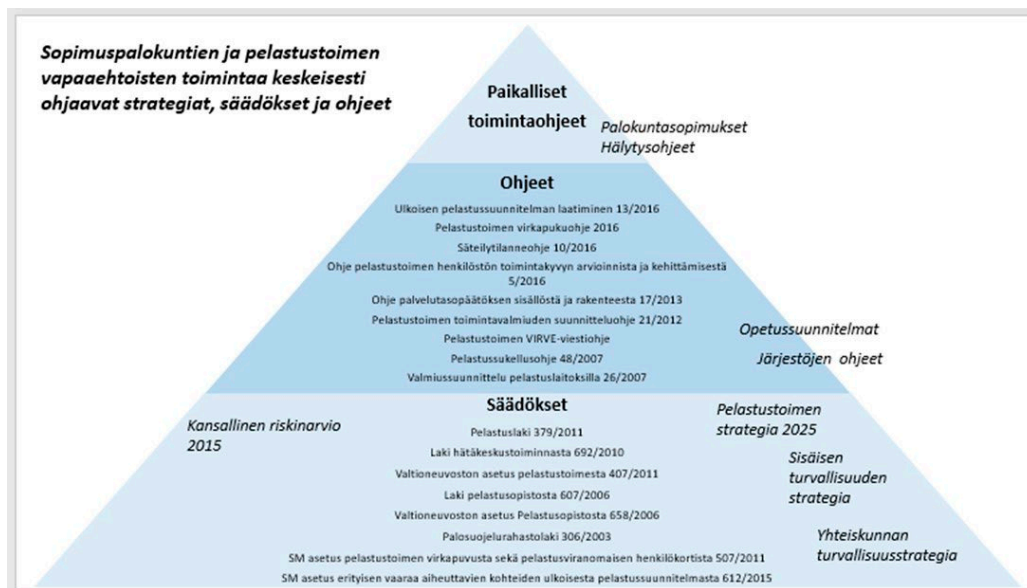 Sopimuspalokuntien ja pelastustoimen
vapaaehtoisten toimintaa keskeisesti
ohjaavat strategiat, säädökset ja ohjeet
Paikalliset
toimintaohjeet
Palokuntasopimukset
Hälytysohjeet
Ohjeet
Ulkoisen pelastussuunnitelman laatiminen 13/2016
Pelastustoimen virkapukuohje 2016
Säteilytilanneohje 10/2016
Ohje pelastustoimen henkilöstön toimintakyvyn arvioinnista ja kehittämisestä
5/2016
Ohje palvelutasopäätöksen sisällöstä ja rakenteesta 17/2013
Pelastustoimen toimintavalmiuden suunnitteluohje 21/2012
Pelastustoimen VIRVE-viestiohje
Pelastussukellusohje 48/2007
Valmiussuunnittelu pelastuslaitoksilla 26/2007
Opetussuunnitelmat
Järjestöjen ohjeet
Säädökset
Kansallinen riskinarvio
2015
Pelastustoimen
strategia 2025
Pelastuslaki 379/2011
Laki hätäkeskustoiminnasta 692/2010
Valtioneuvoston asetus pelastustoimesta 407/2011
Laki pelastusopistosta 607/2006
Valtioneuvoston asetus Pelastusopistosta 658/2006
Palosuojelurahastolaki 306/2003
SM asetus pelastustoimen virkapuvusta sekä pelastusviranomaisen henkilökortista 507/2011
SM asetus erityisen vaaraa aiheuttavien kohteiden ulkoisesta pelastussuunnitelmasta 612/2015
Sisäisen
turvallisuuden
strategia
Yhteiskunnan
turvallisuusstrategia